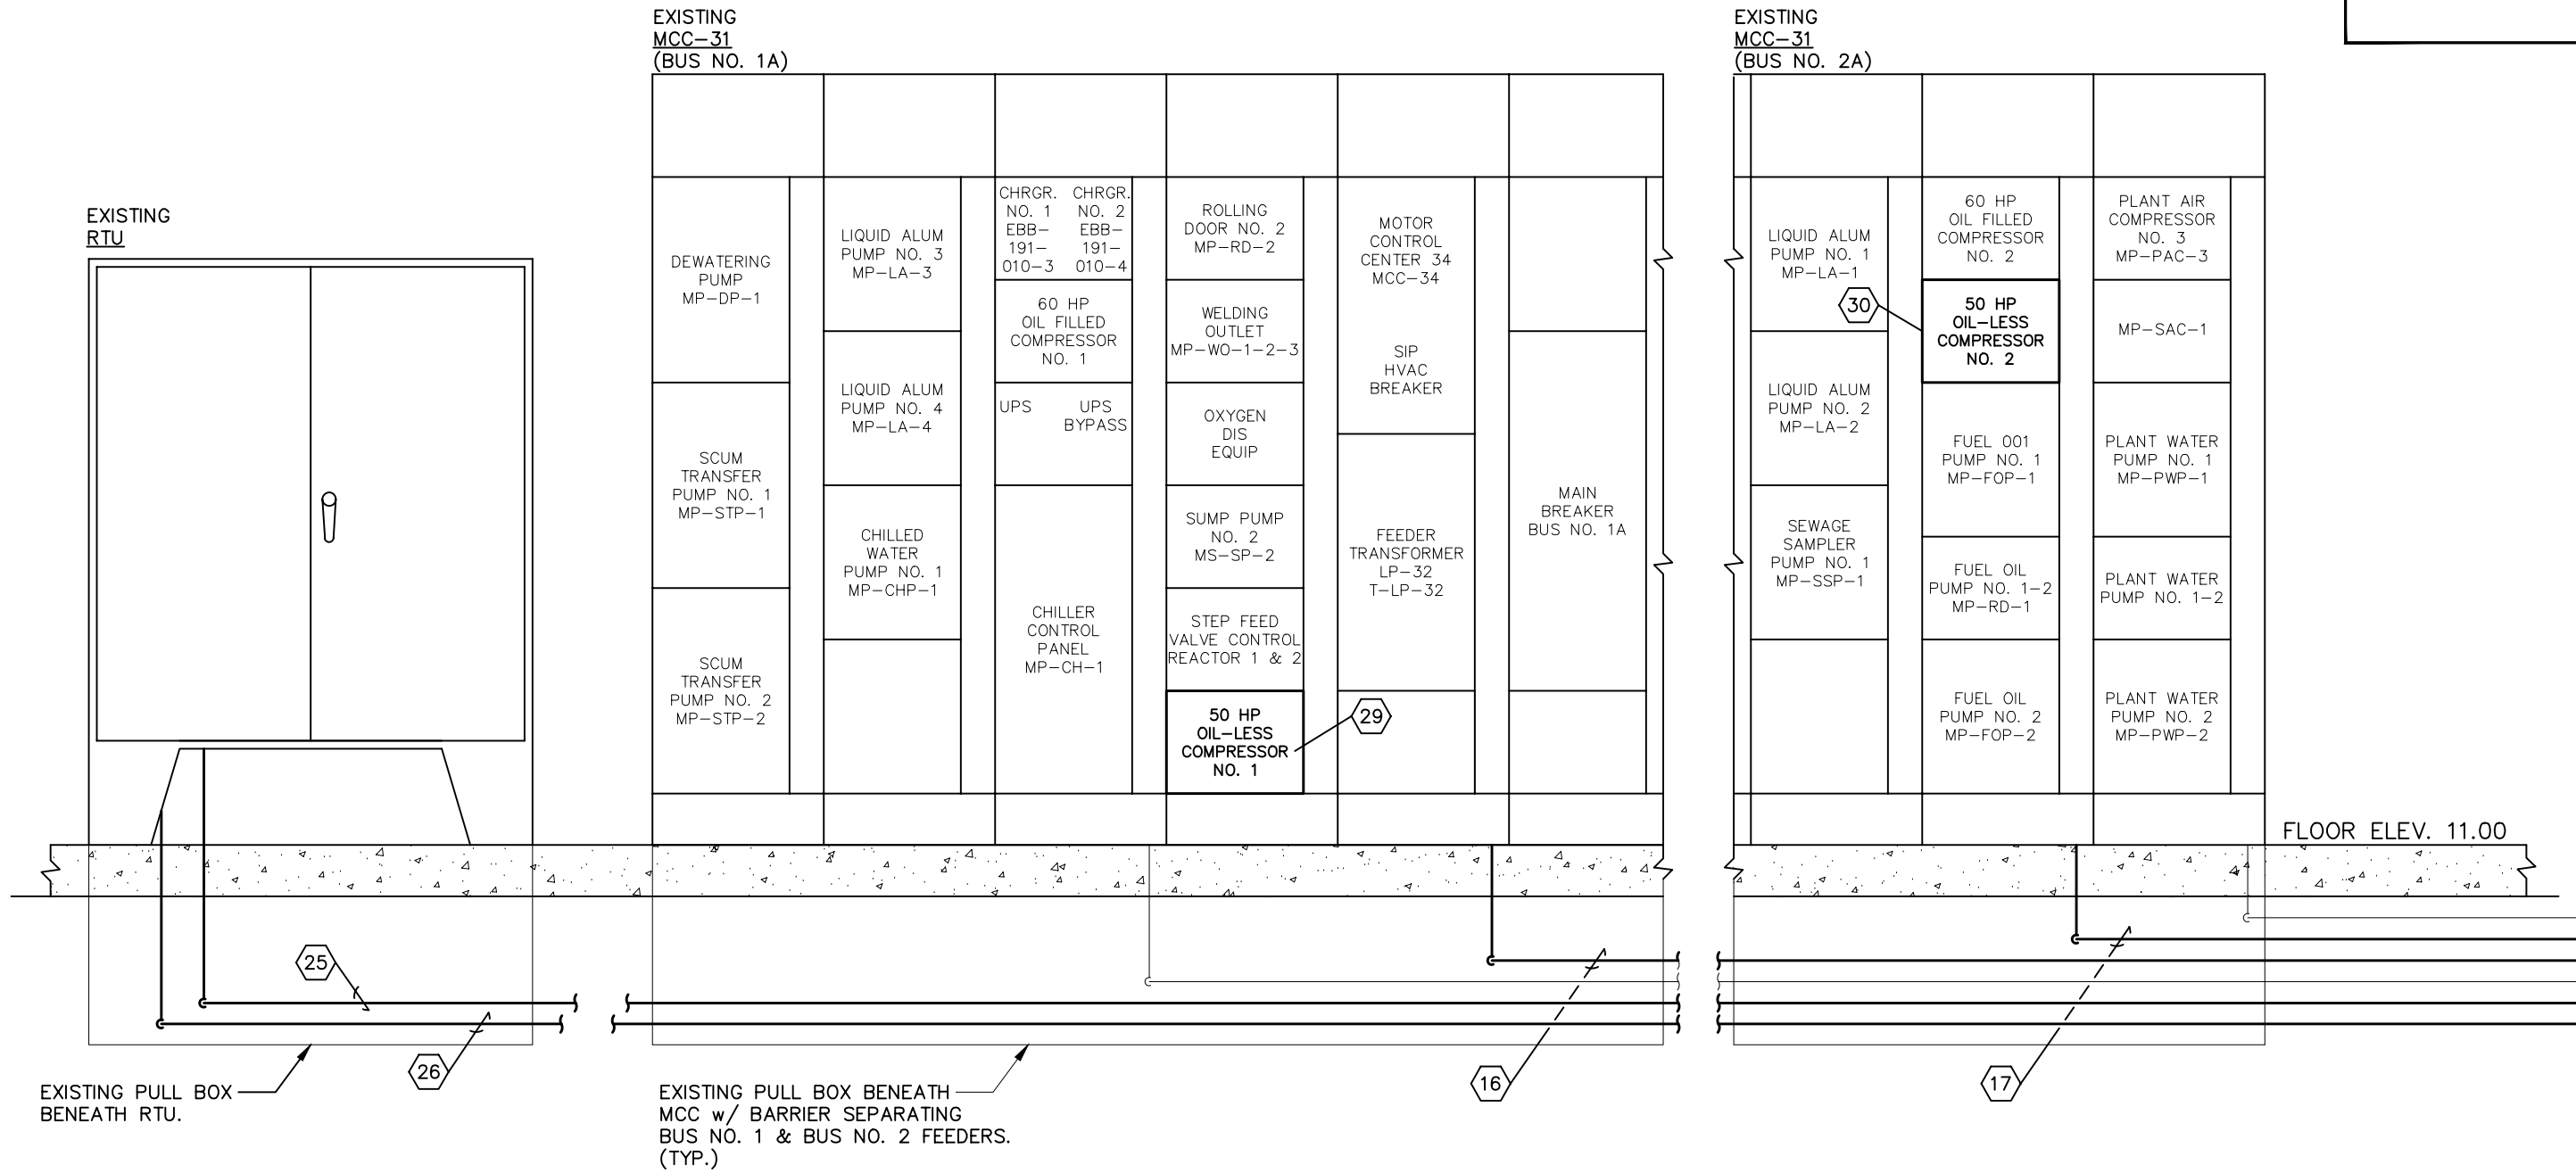 EXISTING
MCC-31
(BUS NO. 1A)
EXISTING
MCC-31
(BUS NO. 2A)
EXISTING
RTU
DEWATERING
PUMP
MP-DP-1
SCUM
TRANSFER
PUMP NO. 1
MP-STP-1
SCUM
TRANSFER
PUMP NO. 2
MP-STP-2
LIQUID ALUM
PUMP NO. 3
MP-LA-3
LIQUID ALUM
PUMP NO. 4
MP-LA-4
CHILLED
WATER
PUMP NO. 1
MP-CHP-1
CHRGR. CHRGR.
NO. 1 NO. 2
EBB- EBB-
191- 191-
010-3 010-4
60 HP
OIL FILLED
COMPRESSOR
NO. 1
UPS UPS
BYPASS
CHILLER
CONTROL
PANEL
MP-CH-1
ROLLING
DOOR NO. 2
MP-RD-2
WELDING
OUTLET
MP-WO-1-2-3
OXYGEN
DIS
EQUIP
SUMP PUMP
NO. 2
MS-SP-2
STEP FEED
VALVE CONTROL
REACTOR 1 & 2
50 HP
OIL-LESS
COMPRESSOR
NO. 1
29
MOTOR
CONTROL
CENTER 34
MCC-34
SIP
HVAC
BREAKER
FEEDER
TRANSFORMER
LP-32
T-LP-32
MAIN
BREAKER
BUS NO. 1A
LIQUID ALUM
PUMP NO. 1
MP-LA-1
30
LIQUID ALUM
PUMP NO. 2
MP-LA-2
SEWAGE
SAMPLER
PUMP NO. 1
MP-SSP-1
60 HP
OIL FILLED
COMPRESSOR
NO. 2
50 HP
OIL-LESS
COMPRESSOR
NO. 2
FUEL 001
PUMP NO. 1
MP-FOP-1
FUEL OIL
PUMP NO. 1-2
MP-RD-1
FUEL OIL
PUMP NO. 2
MP-FOP-2
PLANT AIR
COMPRESSOR
NO. 3
MP-PAC-3
MP-SAC-1
PLANT WATER
PUMP NO. 1
MP-PWP-1
PLANT WATER
PUMP NO. 1-2
PLANT WATER
PUMP NO. 2
MP-PWP-2
FLOOR ELEV. 11.00
25
26
16
17
EXISTING PULL BOX
BENEATH RTU.
EXISTING PULL BOX BENEATH
MCC w/ BARRIER SEPARATING
BUS NO. 1 & BUS NO. 2 FEEDERS.
(TYP.)